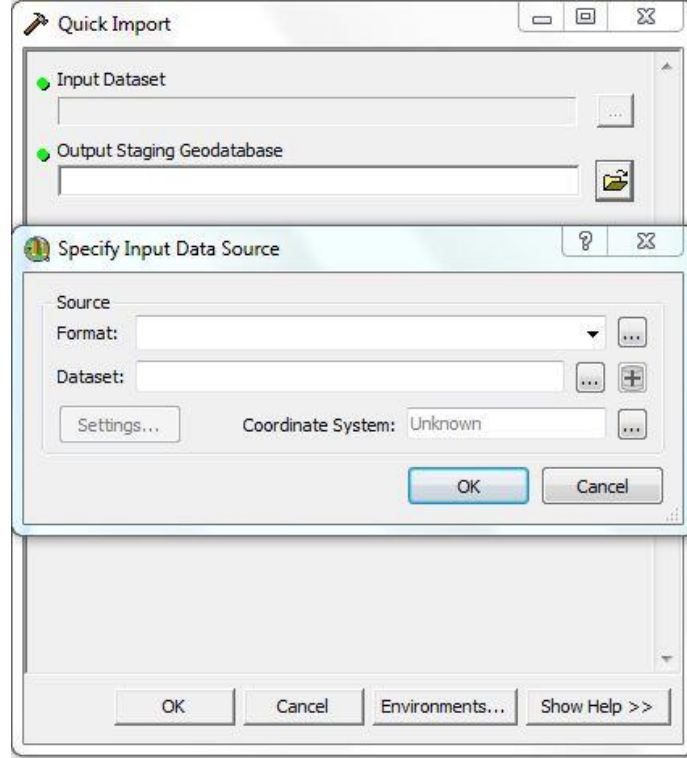 Quick Import
Input Dataset
...
Output Staging Geodatabase
Specify Input Data Source
?
Source
Format:
...
Dataset:
...
Settings...
Coordinate System: Unknown
...
OK Cancel
OK Cancel Environments... Show Help >>